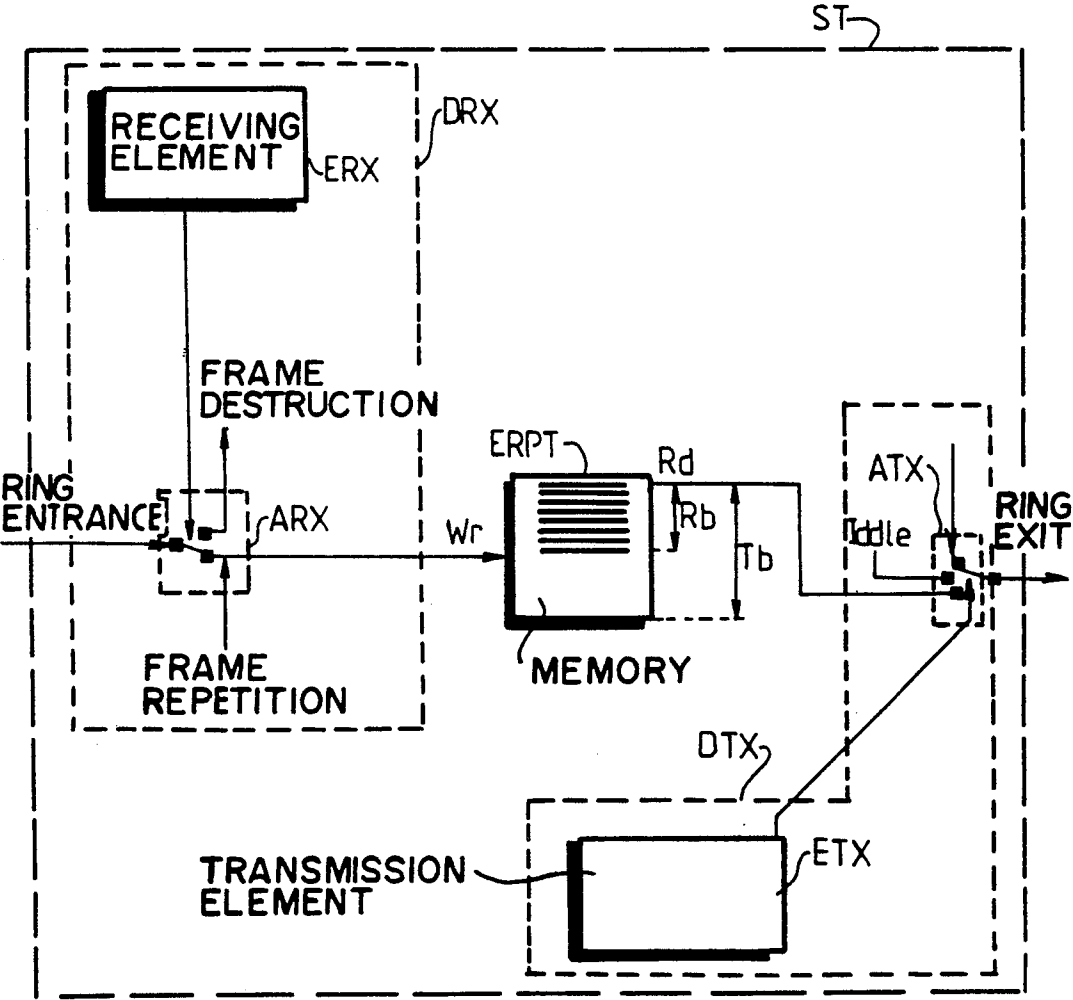 ST
RECEIVING
ELEMENT
DRX
ERX
FRAME
DESTRUCTION
ERPT
Rd
ATX
RING
ENTRANCE
ARX
Wr
Rb
Iddle
RING
EXIT
Tb
FRAME
REPETITION
MEMORY
DTX
TRANSMISSION
ELEMENT
ETX